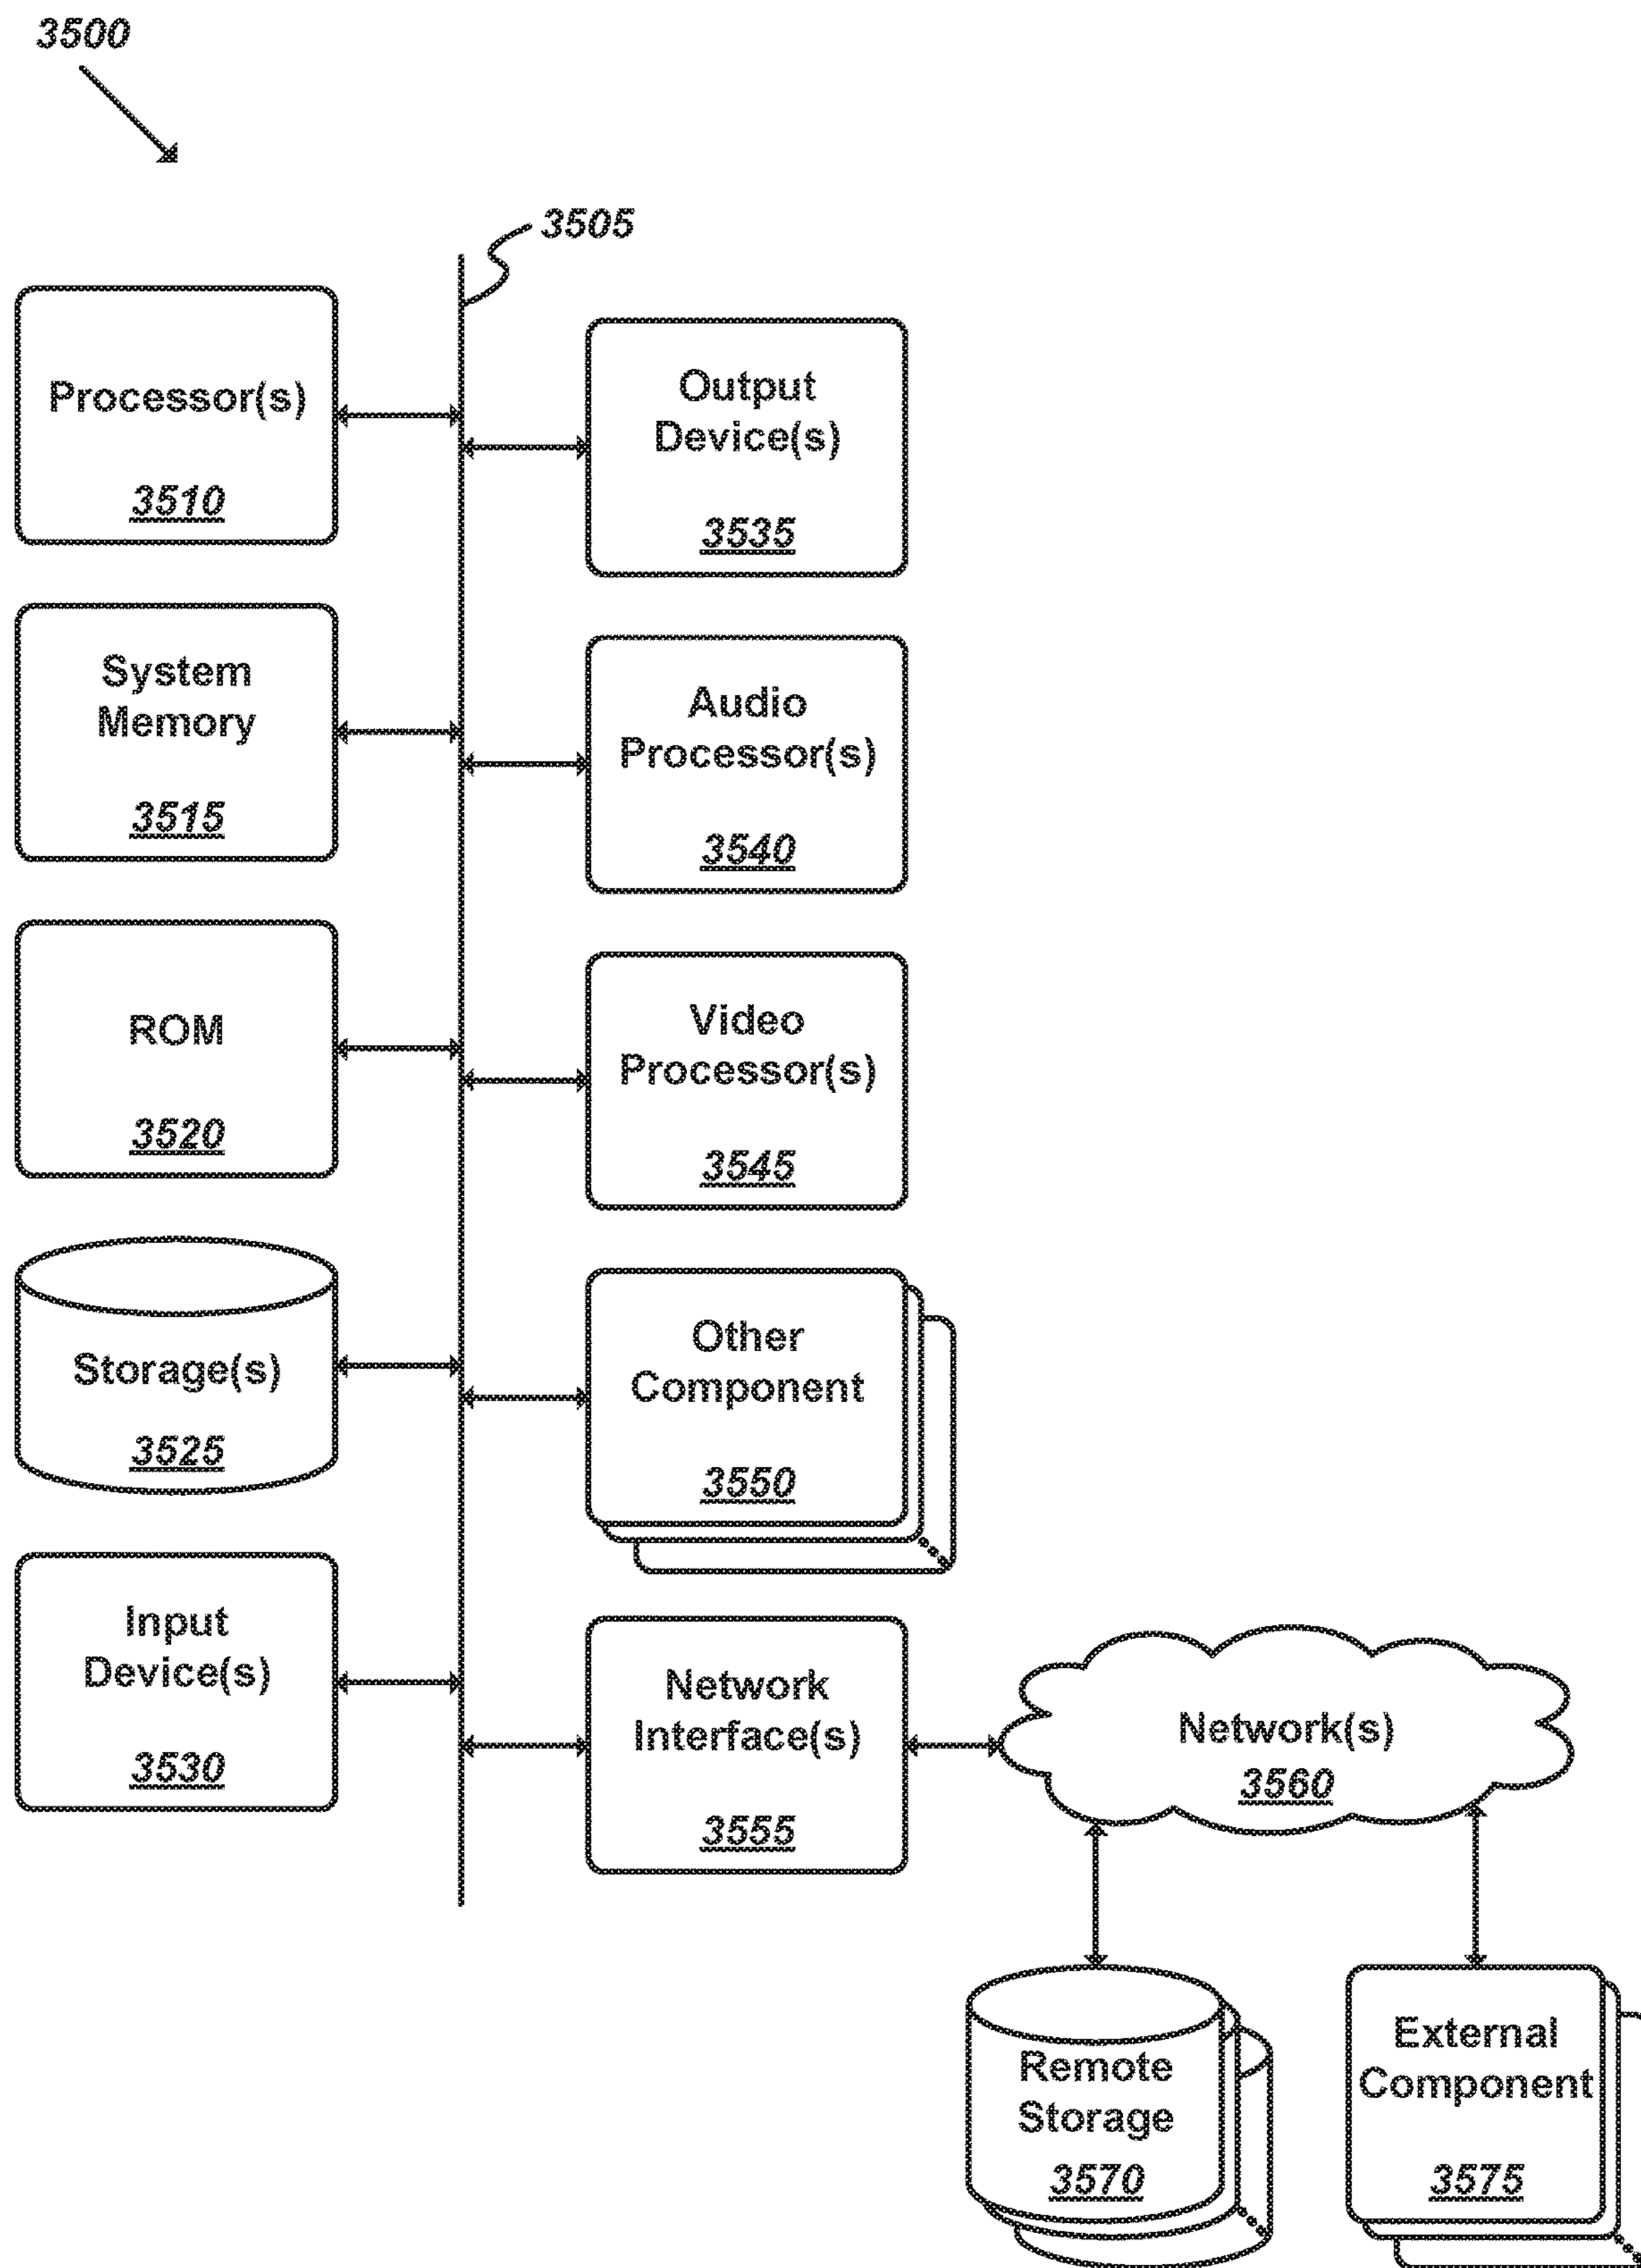 3500
3505
Processor(s)
3510
Output
Device(s)
3535
System
Memory
3515
Audio
Processor(s)
3540
ROM
3520
Video
Processor(s)
3545
Storage(s)
3525
Other
Component
3550
Input
Device(s)
3530
Network
Interface(s)
3555
Network(s)
3560
Remote
Storage
3570
External
Component
3575